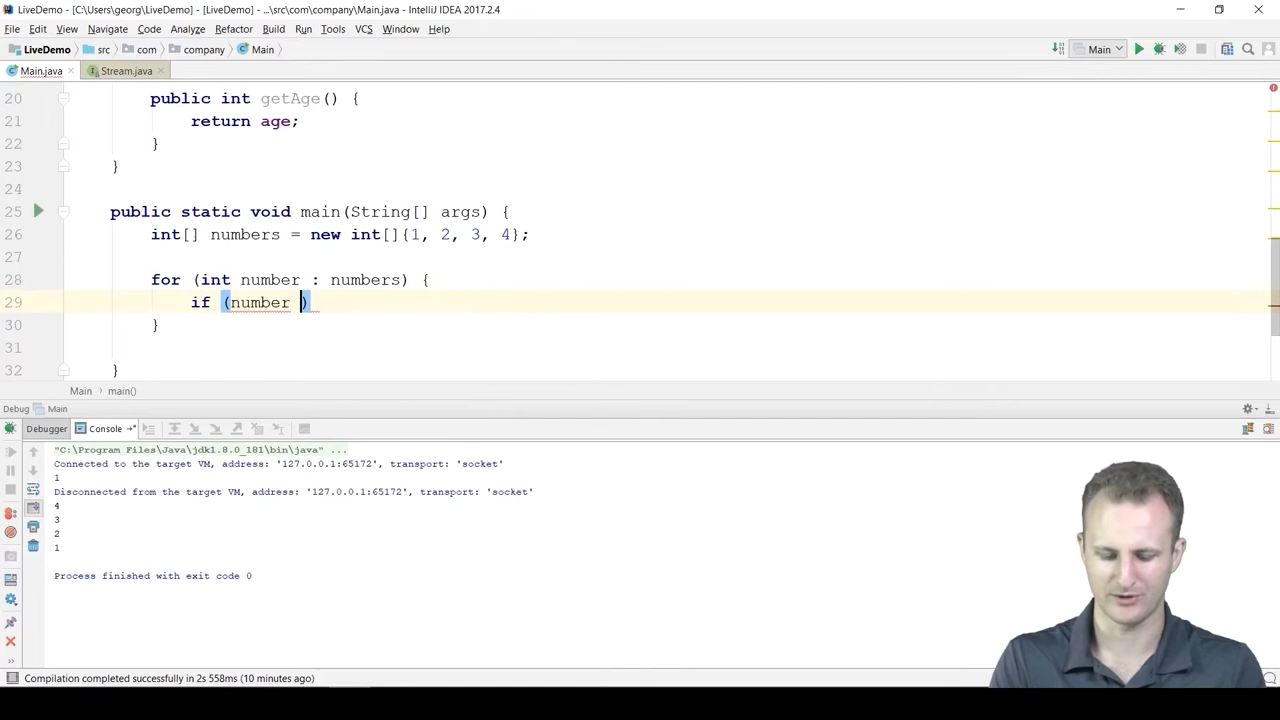 LiveDemo - [C:\Users\georg\LiveDemo] - [LiveDemo] - ...\src\com\company\Main.java - IntelliJ IDEA 2017.2.4
File Edit View Navigate Code Analyze Refactor Build Run Tools VCS Window Help
LiveDemo src com company Main Main
Main.java Stream.java
20 public int getAge() {
21 return age;
22 }
23 }
24
25 public static void main(String[] args) {
26 int[] numbers = new int[]{1, 2, 3, 4};
27
28 for (int number : numbers) {
29 if (number )
30 }
31
32 }
Main main()
Debug Main
Debugger Console
"C:\Program Files\Java\jdk1.8.0_181\bin\java" ...
Connected to the target VM, address: '127.0.0.1:65172', transport: 'socket'
1
Disconnected from the target VM, address: '127.0.0.1:65172', transport: 'socket'
4
3
2
1
Process finished with exit code 0
Compilation completed successfully in 2s 558ms (10 minutes ago)